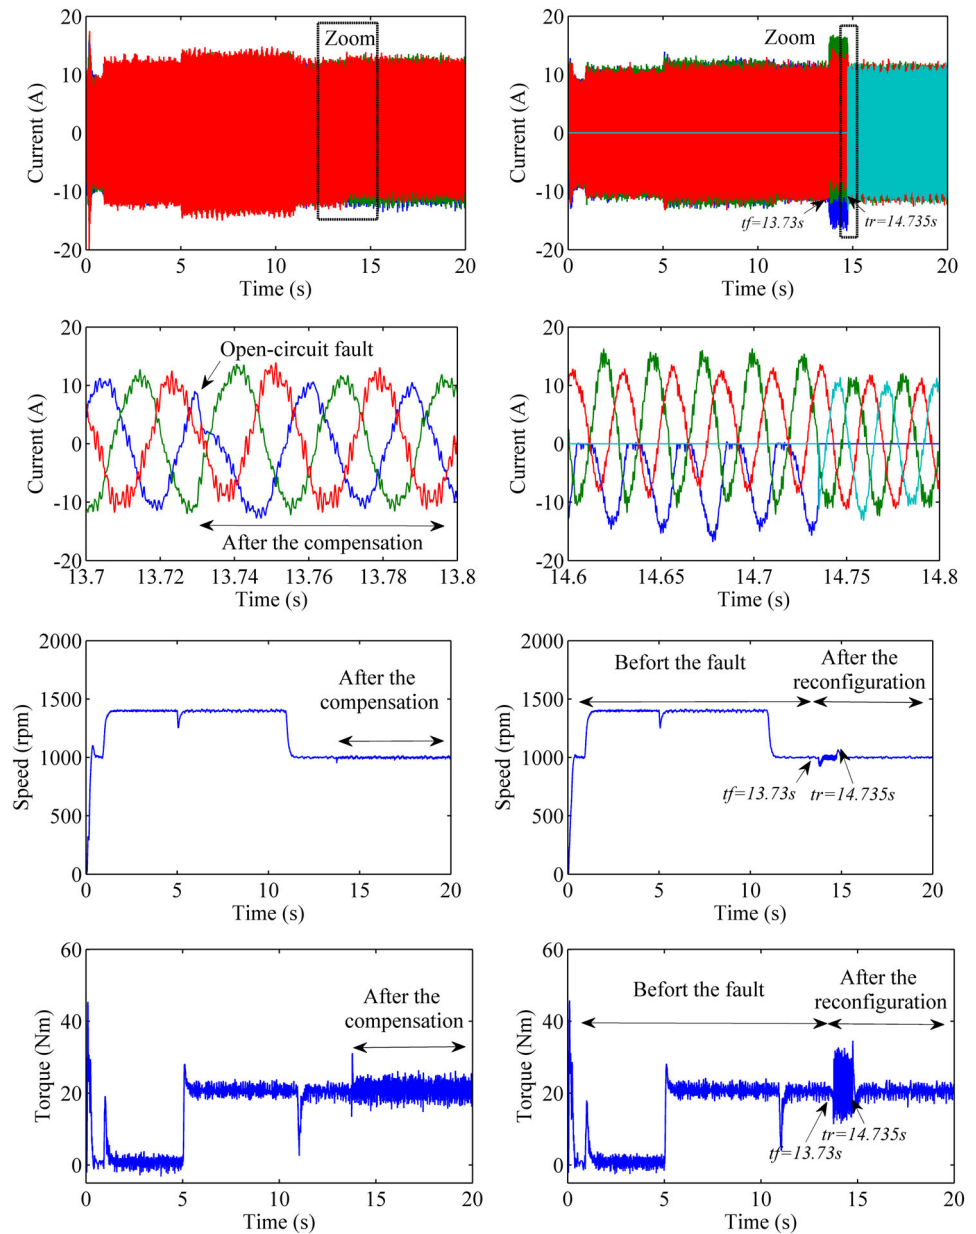 20
10
0
-10
-20
Current (A)
Zoom
0
5
10
15
20
Time (s)
20
10
0
-10
-20
Current (A)
Zoom
tf=13.73s
tr=14.735s
0
5
10
15
20
Time (s)
20
10
0
-10
-20
Current (A)
Open-circuit fault
After the compensation
13.7
13.72
13.74
13.76
13.78
13.8
Time (s)
20
10
0
-10
-20
Current (A)
14.6
14.65
14.7
14.75
14.8
Time (s)
2000
1500
1000
500
0
Speed (rpm)
After the
compensation
0
5
10
15
20
Time (s)
2000
1500
1000
500
0
Speed (rpm)
Befort the fault
After the
reconfiguration
tf=13.73s
tr=14.735s
0
5
10
15
20
Time (s)
60
40
20
0
Torque (Nm)
After the
compensation
0
5
10
15
20
Time (s)
60
40
20
0
Torque (Nm)
Befort the fault
After the
reconfiguration
tr=14.735s
tf=13.73s
0
5
10
15
20
Time (s)